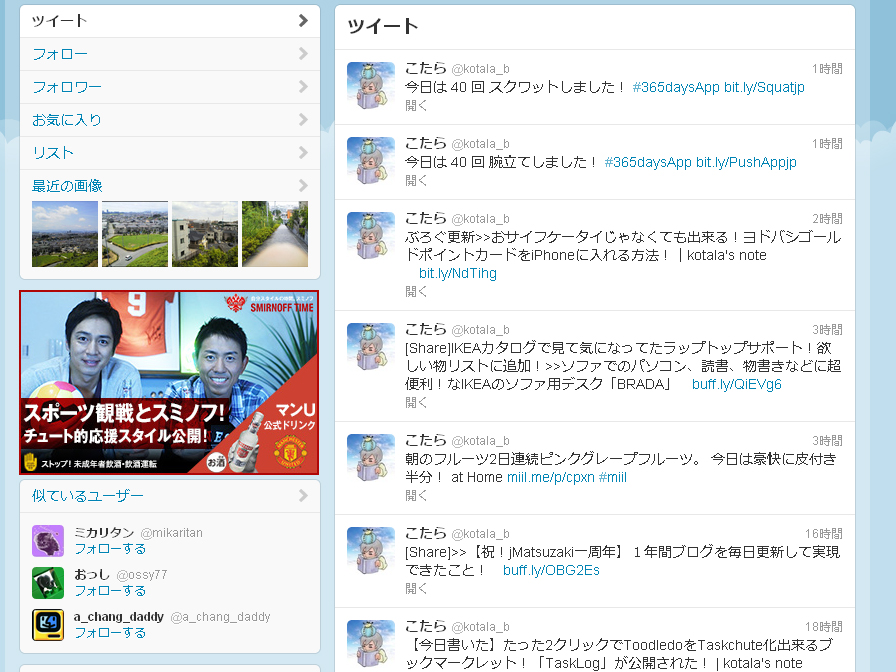 ツイート
フォロー
フォロワー
お気に入り
リスト
最近の画像
SMIRNOFF TIME
スポーツ観戦とスミノフ!
チュート的応援スタイル公開!
マンU
公式ドリンク
ストップ! 未成年者飲酒・飲酒運転
お酒
似ているユーザー
ミカリタン @mikaritan
フォローする
おっし @ossy77
フォローする
a_chang_daddy @a_chang_daddy
フォローする
ツイート
こたら @kotala_b 1時間
今日は 40 回 スクワットしました! #365daysApp bit.ly/Squatjp
開く
こたら @kotala_b 1時間
今日は 40 回 腕立てしました! #365daysApp bit.ly/PushAppjp
開く
こたら @kotala_b 2時間
ぶろぐ更新>>おサイフケータイじゃなくても出来る!ヨドバシゴール
ドポイントカードをiPhoneに入れる方法! | kotala's note
bit.ly/NdTihg
開く
こたら @kotala_b 3時間
[Share]IKEAカタログで見て気になってたラップトップサポート!欲
しい物リストに追加!>>ソファでのパソコン、読書、物書きなどに超
便利!なIKEAのソファ用デスク「BRADA」 buff.ly/QiEVg6
開く
こたら @kotala_b 3時間
朝のフルーツ2日連続ピンクグレープフルーツ。 今日は豪快に皮付き
半分! at Home miil.me/p/cpxn #miil
開く
こたら @kotala_b 16時間
[Share]>>【祝!jMatsuzaki一周年】１年間ブログを毎日更新して実現
できたこと! buff.ly/OBG2Es
開く
こたら @kotala_b 18時間
【今日書いた】たった2クリックでToodledoをTaskchute化出来るブ
ックマークレット!「TaskLog」が公開された! | kotala's note